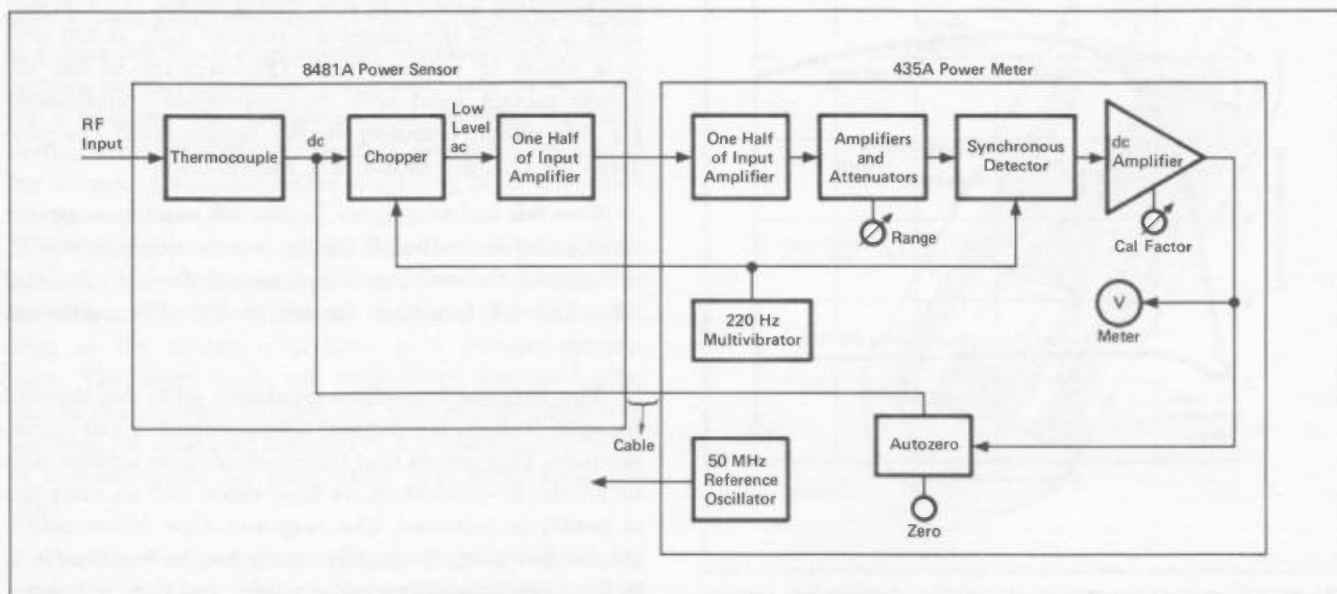 8481A Power Sensor
435A Power Meter
RF
Input
Thermocouple
dc
Chopper
Low
Level
ac
One Half
of Input
Amplifier
One Half
of Input
Amplifier
Amplifiers
and
Attenuators
Range
Synchronous
Detector
dc
Amplifier
Cal Factor
V
Meter
220 Hz
Multivibrator
Cable
50 MHz
Reference
Oscillator
Autozero
Zero